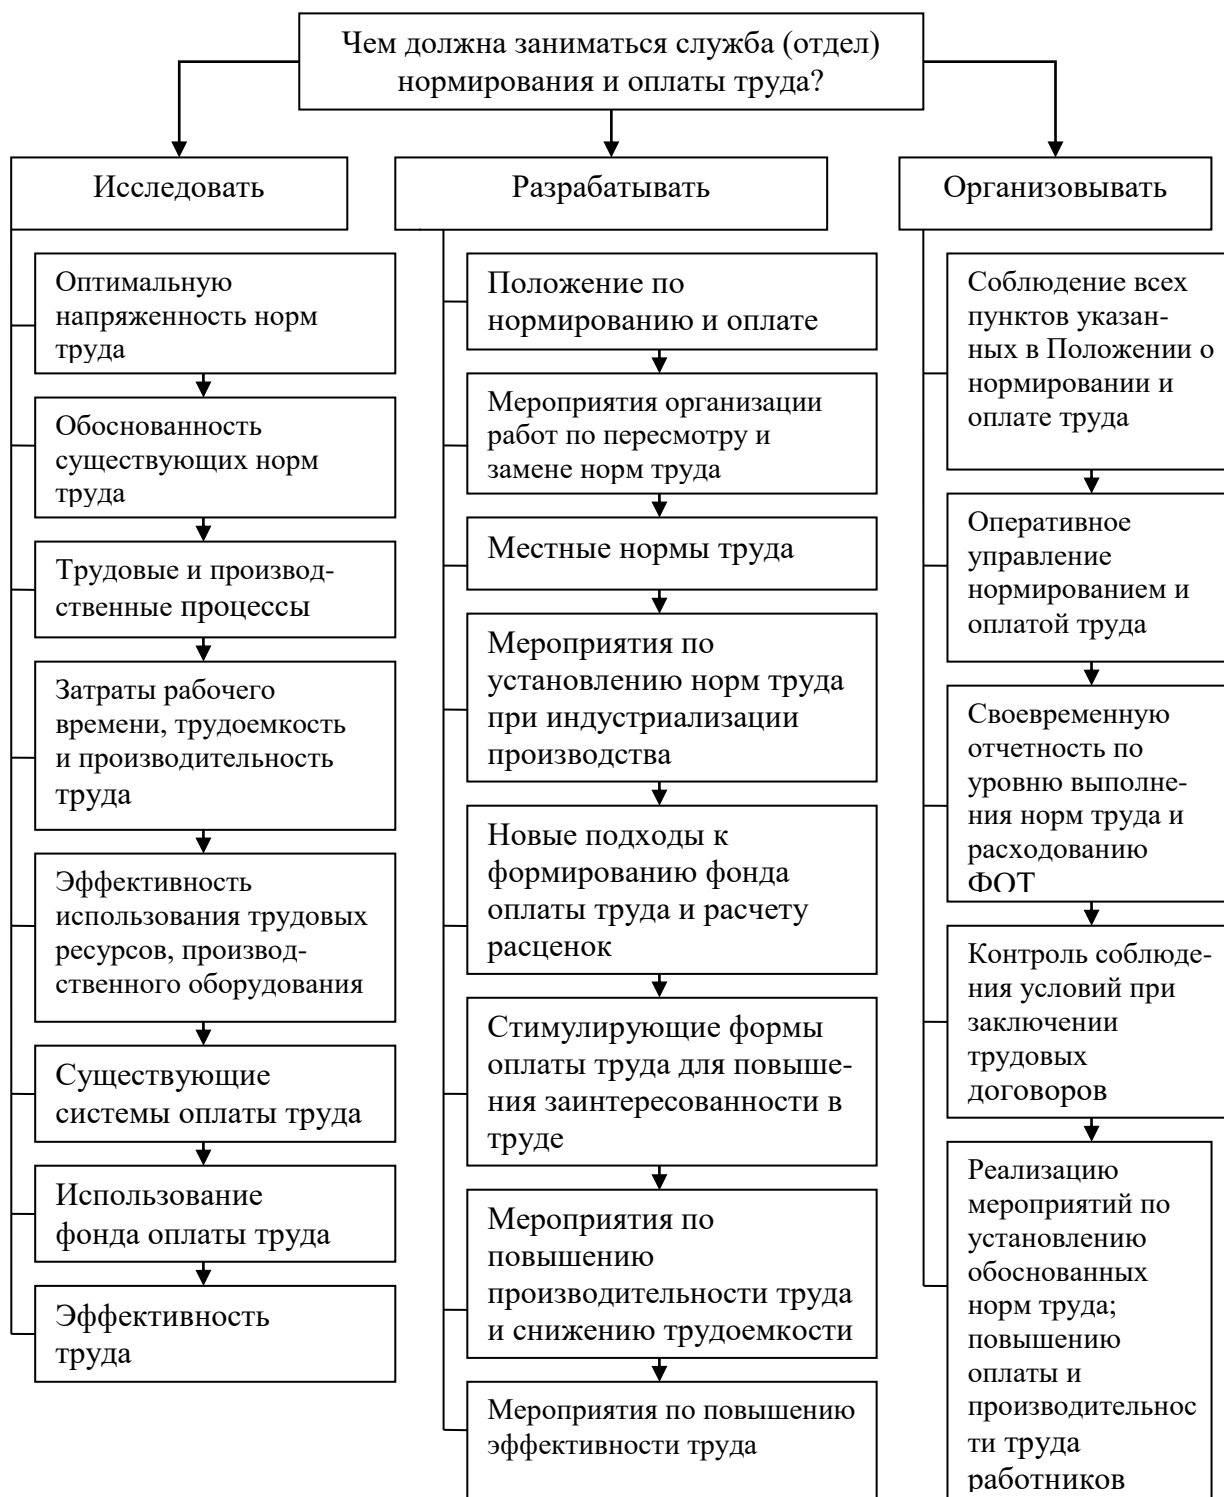 Чем должна заниматься служба (отдел)
нормирования и оплаты труда?
Исследовать
Оптимальную
напряженность норм
труда
Обоснованность
существующих норм
труда
Трудовые и производ-
ственные процессы
Затраты рабочего
времени, трудоемкость
и производительность
труда
Эффективность
использования трудовых
ресурсов, производ-
ственного оборудования
Существующие
системы оплаты труда
Использование
фонда оплаты труда
Эффективность
труда
Разрабатывать
Положение по
нормированию и оплате
Мероприятия организации
работ по пересмотру и
замене норм труда
Местные нормы труда
Мероприятия по
установлению норм труда
при индустриализации
производства
Новые подходы к
формированию фонда
оплаты труда и расчету
расценок
Стимулирующие формы
оплаты труда для повыше-
ния заинтересованности в
труде
Мероприятия по
повышению
производительности труда
и снижению трудоемкости
Мероприятия по повышению
эффективности труда
Организовывать
Соблюдение всех
пунктов указан-
ных в Положении о
нормировании и
оплате труда
Оперативное
управление
нормированием и
оплатой труда
Своевременную
отчетность по
уровню выполне-
ния норм труда и
расходованию
ФОТ
Контроль соблюде-
ния условий при
заключении
трудовых
договоров
Реализацию
мероприятий по
установлению
обоснованных
норм труда;
повышению
оплаты и
производительнос
ти труда
работников